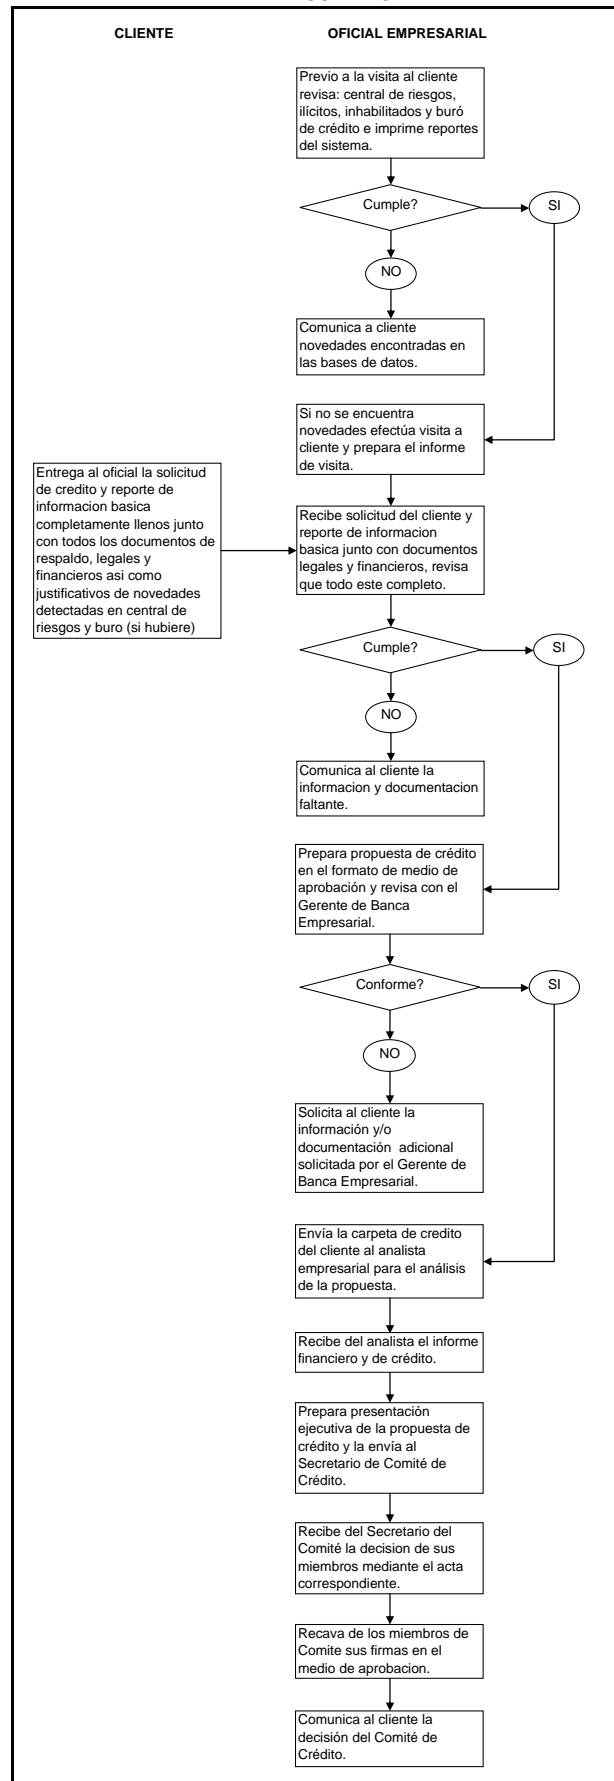 CLIENTE
OFICIAL EMPRESARIAL
Previo a la visita al cliente
revisa: central de riesgos,
ilícitos, inhabilitados y buró
de crédito e imprime reportes
del sistema.
Cumple?
SI
NO
Comunica a cliente
novedades encontradas en
las bases de datos.
Si no se encuentra
novedades efectúa visita a
cliente y prepara el informe
de visita.
Entrega al oficial la solicitud
de credito y reporte de
informacion basica
completamente llenos junto
con todos los documentos de
respaldo, legales y
financieros asi como
justificativos de novedades
detectadas en central de
riesgos y buro (si hubiere)
Recibe solicitud del cliente y
reporte de informacion
basica junto con documentos
legales y financieros, revisa
que todo este completo.
Cumple?
SI
NO
Comunica al cliente la
informacion y documentacion
faltante.
Prepara propuesta de crédito
en el formato de medio de
aprobación y revisa con el
Gerente de Banca
Empresarial.
Conforme?
SI
NO
Solicita al cliente la
información y/o
documentación  adicional
solicitada por el Gerente de
Banca Empresarial.
Envía la carpeta de credito
del cliente al analista
empresarial para el análisis
de la propuesta.
Recibe del analista el informe
financiero y de crédito.
Prepara presentación
ejecutiva de la propuesta de
crédito y la envía al
Secretario de Comité de
Crédito.
Recibe del Secretario del
Comité la decision de sus
miembros mediante el acta
correspondiente.
Recava de los miembros de
Comite sus firmas en el
medio de aprobacion.
Comunica al cliente la
decisión del Comité de
Crédito.